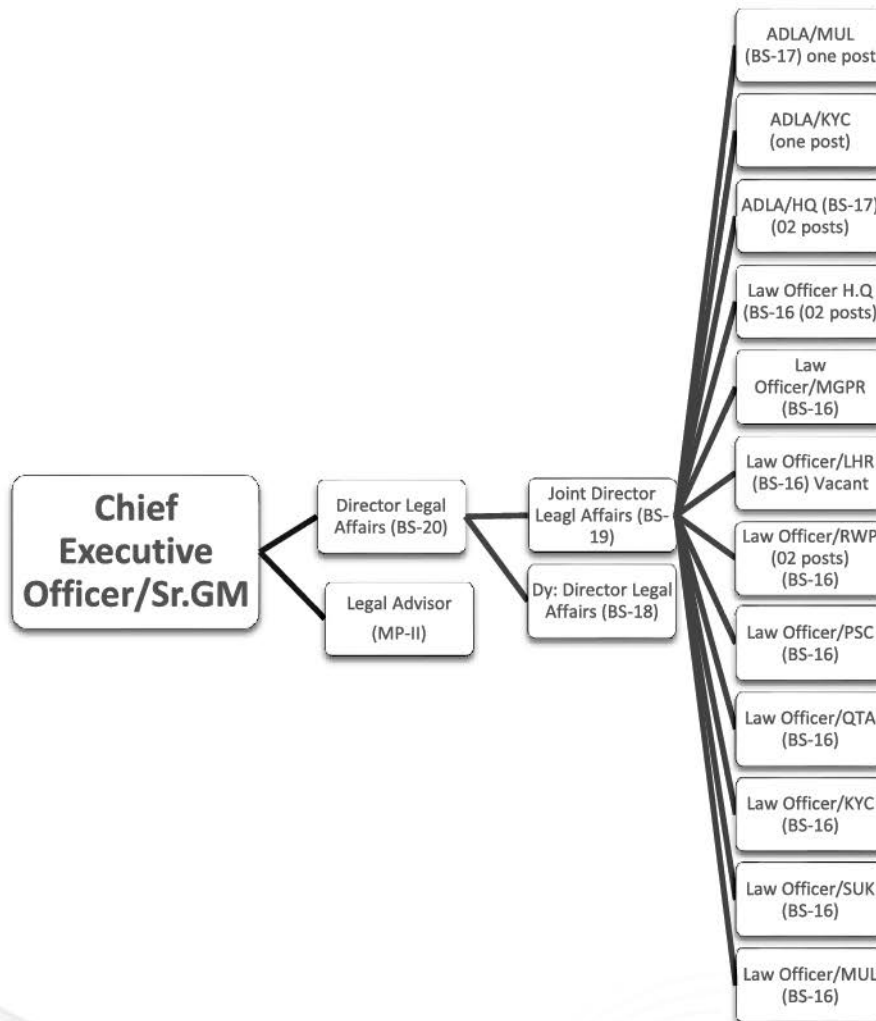 Chief
Executive
Officer/Sr.GM
Director Legal
Affairs (BS-20)
Legal Advisor
(MP-II)
Joint Director
Leagl Affairs (BS-
19)
Dy: Director Legal
Affairs (BS-18)
ADLA/MUL
(BS-17) one post
ADLA/KYC
(one post)
ADLA/HQ (BS-17)
(02 posts)
Law Officer H.Q
(BS-16 (02 posts)
Law
Officer/MGPR
(BS-16)
Law Officer/LHR
(BS-16) Vacant
Law Officer/RWP
(02 posts)
(BS-16)
Law Officer/PSC
(BS-16)
Law Officer/QTA
(BS-16)
Law Officer/KYC
(BS-16)
Law Officer/SUK
(BS-16)
Law Officer/MUL
(BS-16)